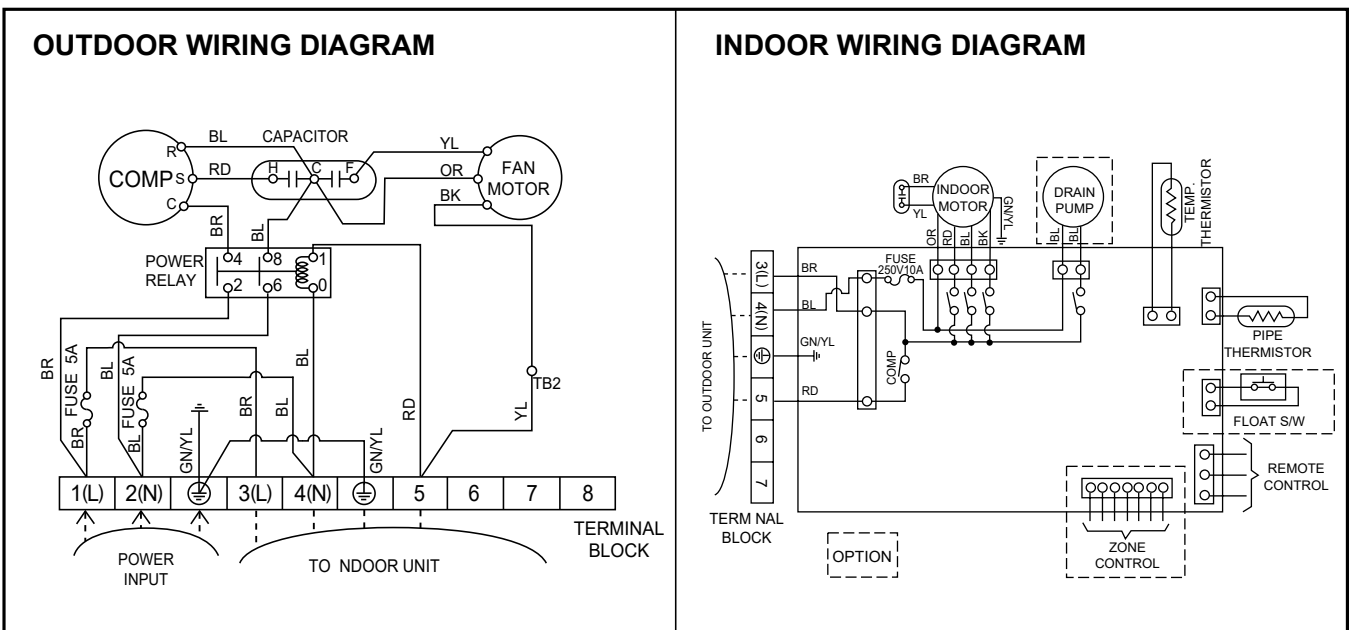 OUTDOOR WIRING DIAGRAM
BL
CAPACITOR
YL
R
COMP
S
RD
H
C
F
OR
FAN
MOTOR
C
BK
BR
BL
POWER
RELAY
4
8
1
2
6
0
BR
FUSE 5A
BL
FUSE 5A
BL
TB2
BR
BL
GN/YL
BR
BL
GN/YL
RD
YL
1(L)
2(N)
3(L)
4(N)
5
6
7
8
TERMINAL
BLOCK
POWER
INPUT
TO NDOOR UNIT
INDOOR WIRING DIAGRAM
BR
YL
INDOOR
MOTOR
GN/YL
DRAIN
PUMP
TEMP.
THERMISTOR
OR
RD
BL
BK
BL
BL
FUSE
250V10A
3(L)
BR
4(N)
BL
GN/YL
COMP
5
RD
6
7
TO OUTDOOR UNIT
TERM NAL
BLOCK
PIPE
THERMISTOR
FLOAT S/W
REMOTE
CONTROL
ZONE
CONTROL
OPTION